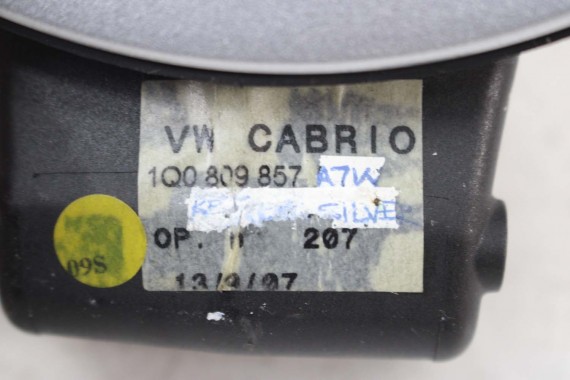 VW CABRIO
1Q0 809 857 A7W
SILVER
OP. 207
13/9/07
09S